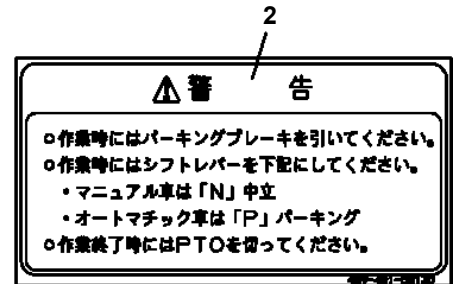 2
⚠警 告
○作業時にはパーキングブレーキを引いてください。
○作業時にはシフトレバーを下記にしてください。
・マニュアル車は「N」中立
・オートマチック車は「P」パーキング
○作業終了時にはPTOを切ってください。